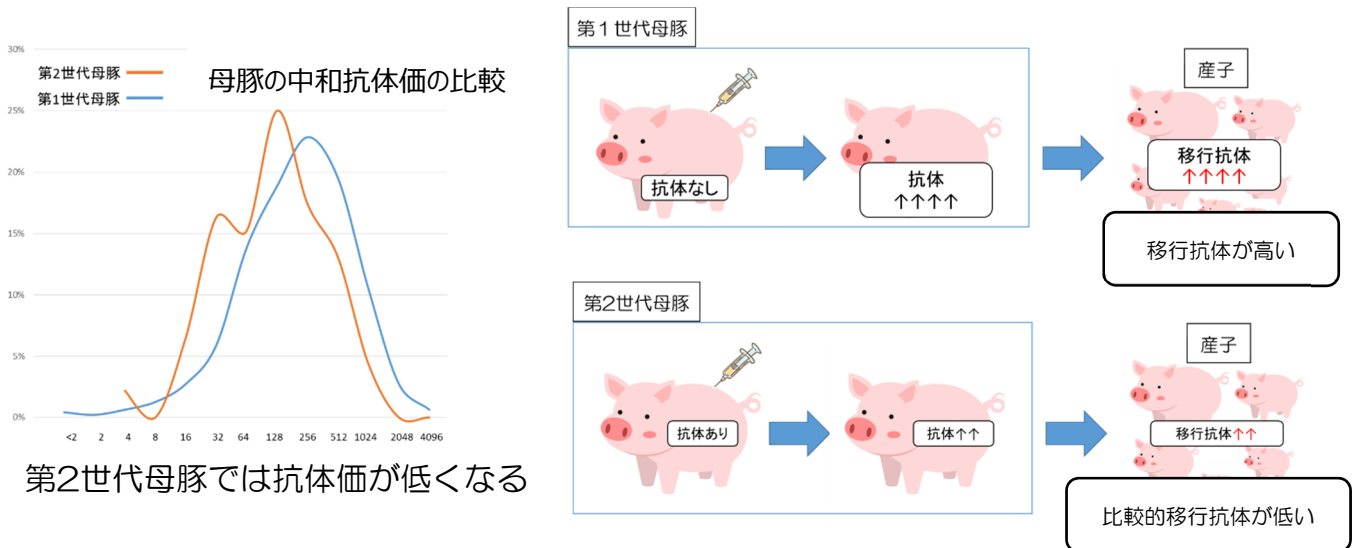 母豚の中和抗体価の比較
第2世代母豚
第1世代母豚
30%
25%
20%
15%
10%
5%
0%
<2 2 4 8 16 32 64 128 256 512 1024 2048 4096
第2世代母豚では抗体価が低くなる
第1世代母豚
抗体なし
抗体
↑↑↑↑
産子
移行抗体
↑↑↑↑
移行抗体が高い
第2世代母豚
抗体あり
抗体↑↑
産子
移行抗体↑↑
比較的移行抗体が低い